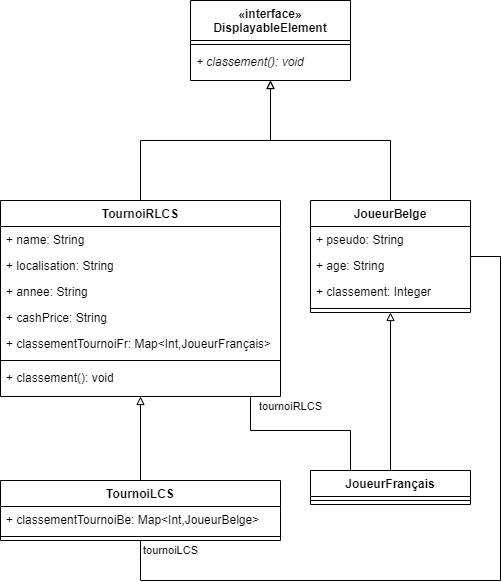 «interface»
DisplayableElement
+ classement(): void
TournoiRLCS
+ name: String
+ localisation: String
+ annee: String
+ cashPrice: String
+ classementTournoiFr: Map<Int,JoueurFrançais>
+ classement(): void
JoueurBelge
+ pseudo: String
+ age: String
+ classement: Integer
tournoiRLCS
JoueurFrançais
TournoiLCS
+ classementTournoiBe: Map<Int,JoueurBelge>
tournoiLCS